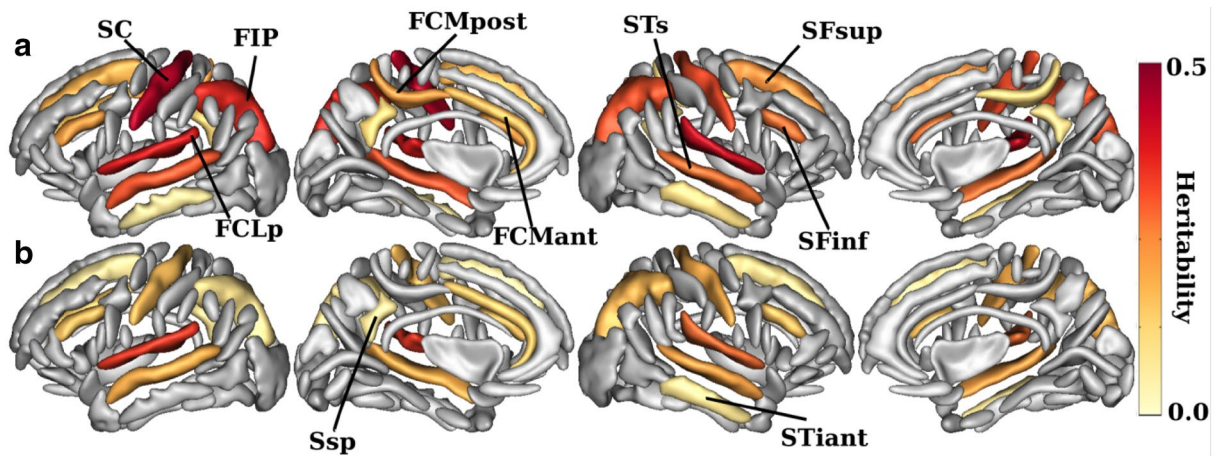 a
SC
FIP
FCMpost
STs
SFsup
0.5
FCLp
FCMant
SFinf
Heritability
b
Ssp
STiant
0.0